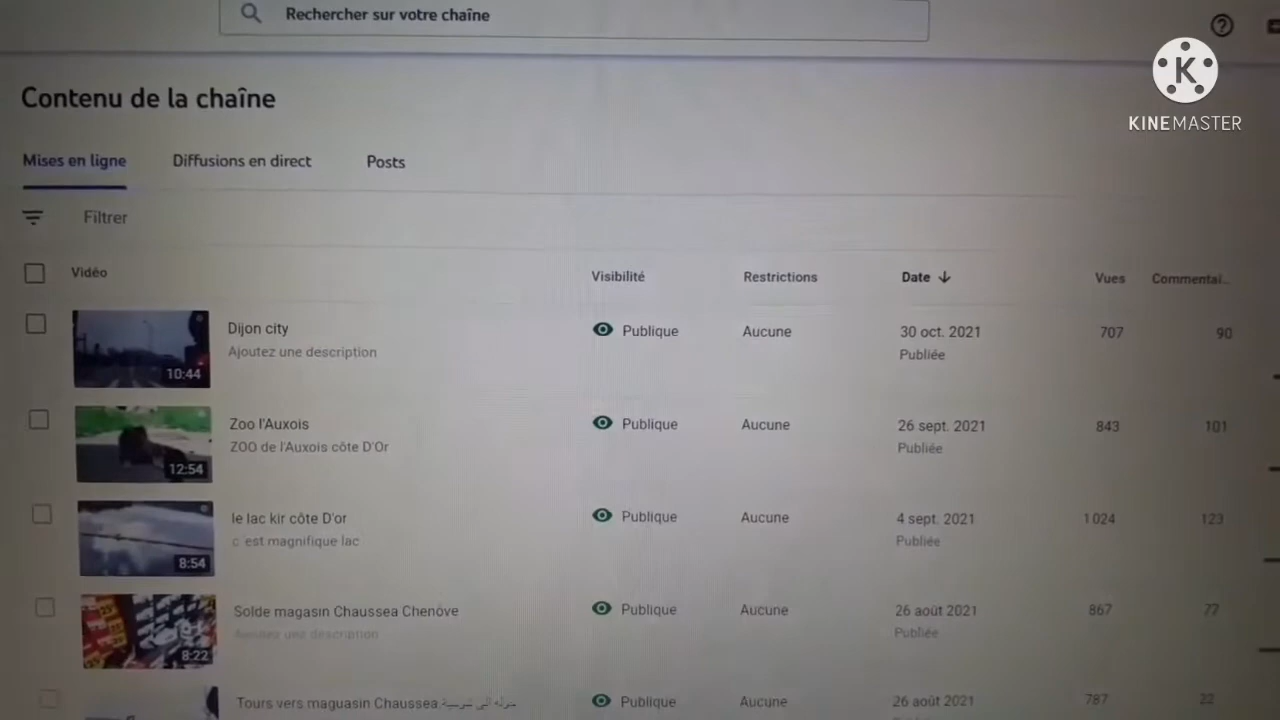 Rechercher sur votre chaîne
KINEMASTER
Contenu de la chaîne
Mises en ligne Diffusions en direct Posts
Filtrer
Vidéo Visibilité Restrictions Date Vues Commentai...
Dijon city Publique Aucune 30 oct. 2021 707 90
Ajoutez une description Publiée
10:44
Zoo l'Auxois Publique Aucune 26 sept. 2021 843 101
ZOO de l'Auxois côte D'Or Publiée
12:54
le lac kir côte D'or Publique Aucune 4 sept. 2021 1 024 123
c est magnifique lac Publiée
8:54
Solde magasin Chaussea Chenôve Publique Aucune 26 août 2021 867 77
Ajoutez une description Publiée
8:22
Tours vers maguasin Chaussea Publique Aucune 26 août 2021 787 22